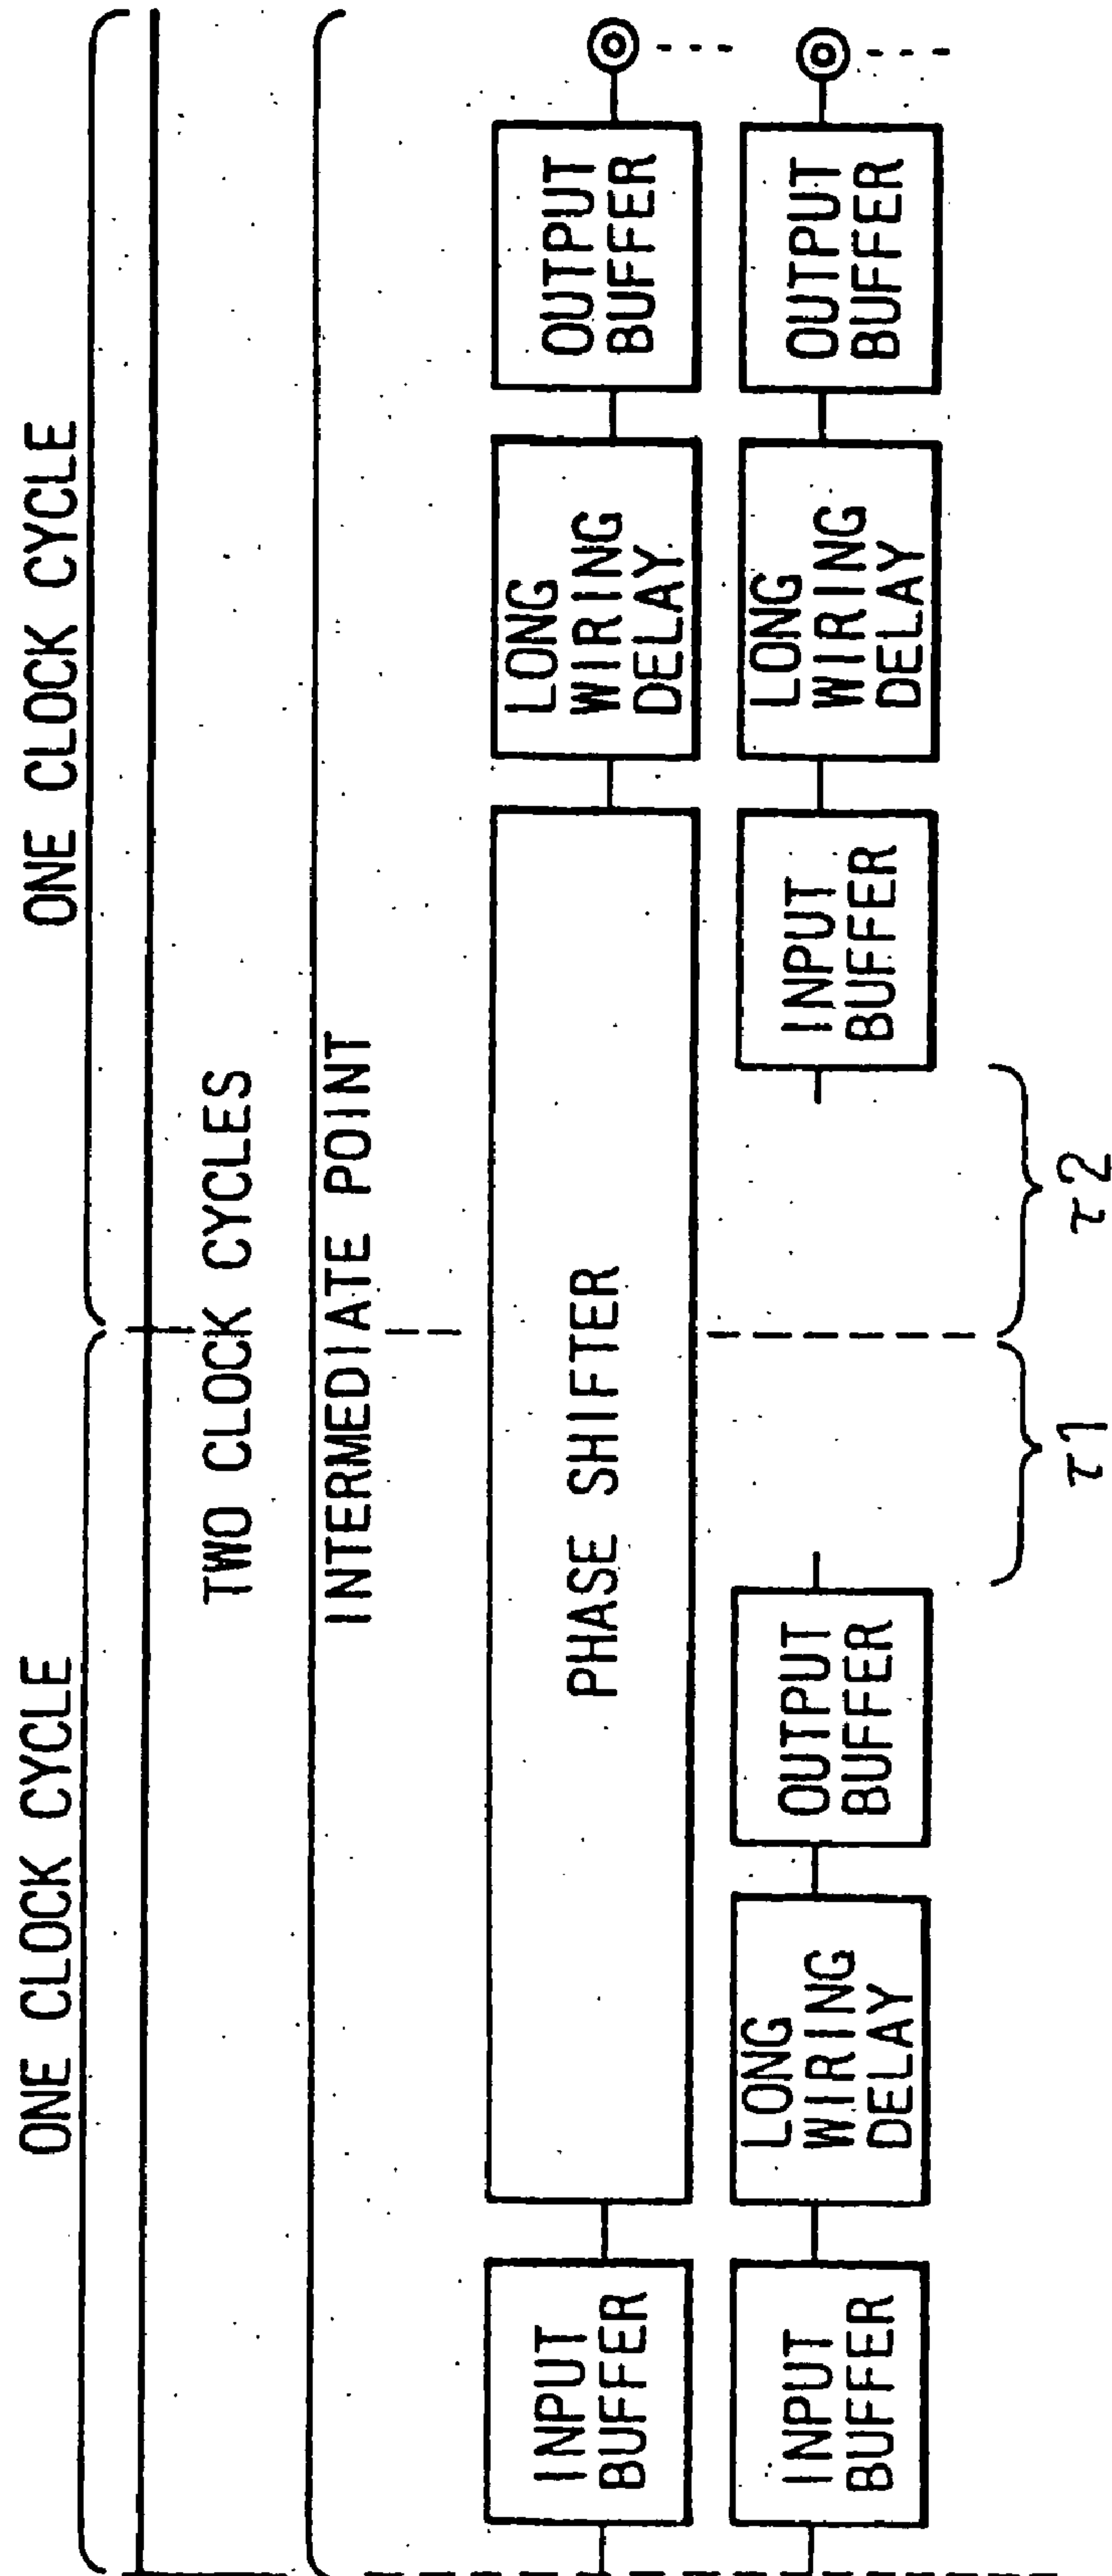 ONE CLOCK CYCLE
ONE CLOCK CYCLE
TWO CLOCK CYCLES
INTERMEDIATE POINT
INPUT
BUFFER
PHASE SHIFTER
LONG
WIRING
DELAY
OUTPUT
BUFFER
INPUT
BUFFER
LONG
WIRING
DELAY
OUTPUT
BUFFER
INPUT
BUFFER
LONG
WIRING
DELAY
OUTPUT
BUFFER
τ1
τ2